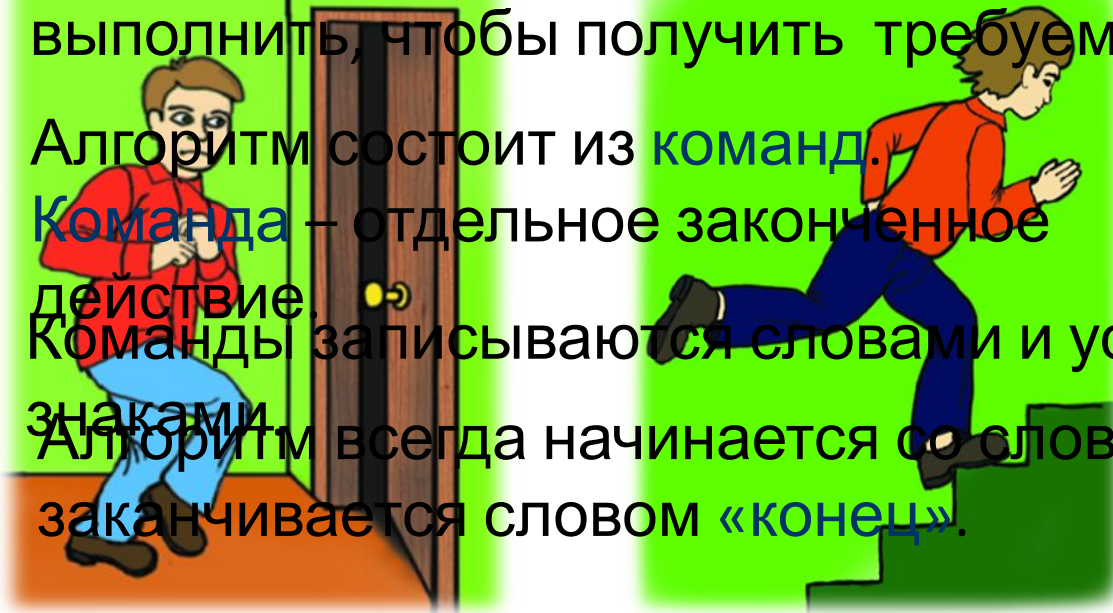 выполнить, чтобы получить требуем
Алгоритм состоит из команд.
Команда – отдельное законченное
действие.
Команды записываются словами и ус
знаками.
Алгоритм всегда начинается со слов
заканчивается словом «конец».